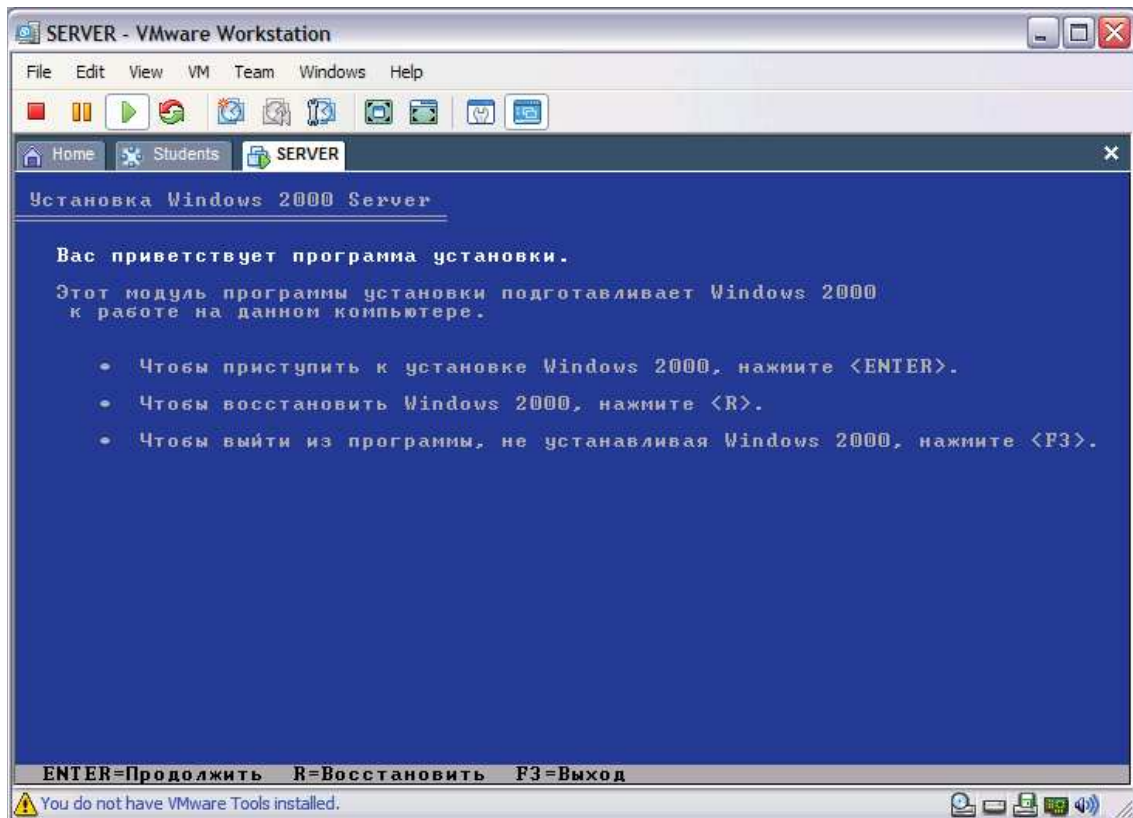 SERVER - VMware Workstation
File Edit View VM Team Windows Help
Home Students SERVER
Установка Windows 2000 Server
Вас приветствует программа установки.
Этот модуль программы установки подготавливает Windows 2000
к работе на данном компьютере.
• Чтобы приступить к установке Windows 2000, нажмите <ENTER>.
• Чтобы восстановить Windows 2000, нажмите <R>.
• Чтобы выйти из программы, не устанавливая Windows 2000, нажмите <F3>.
ENTER=Продолжить R=Восстановить F3=Выход
You do not have VMware Tools installed.